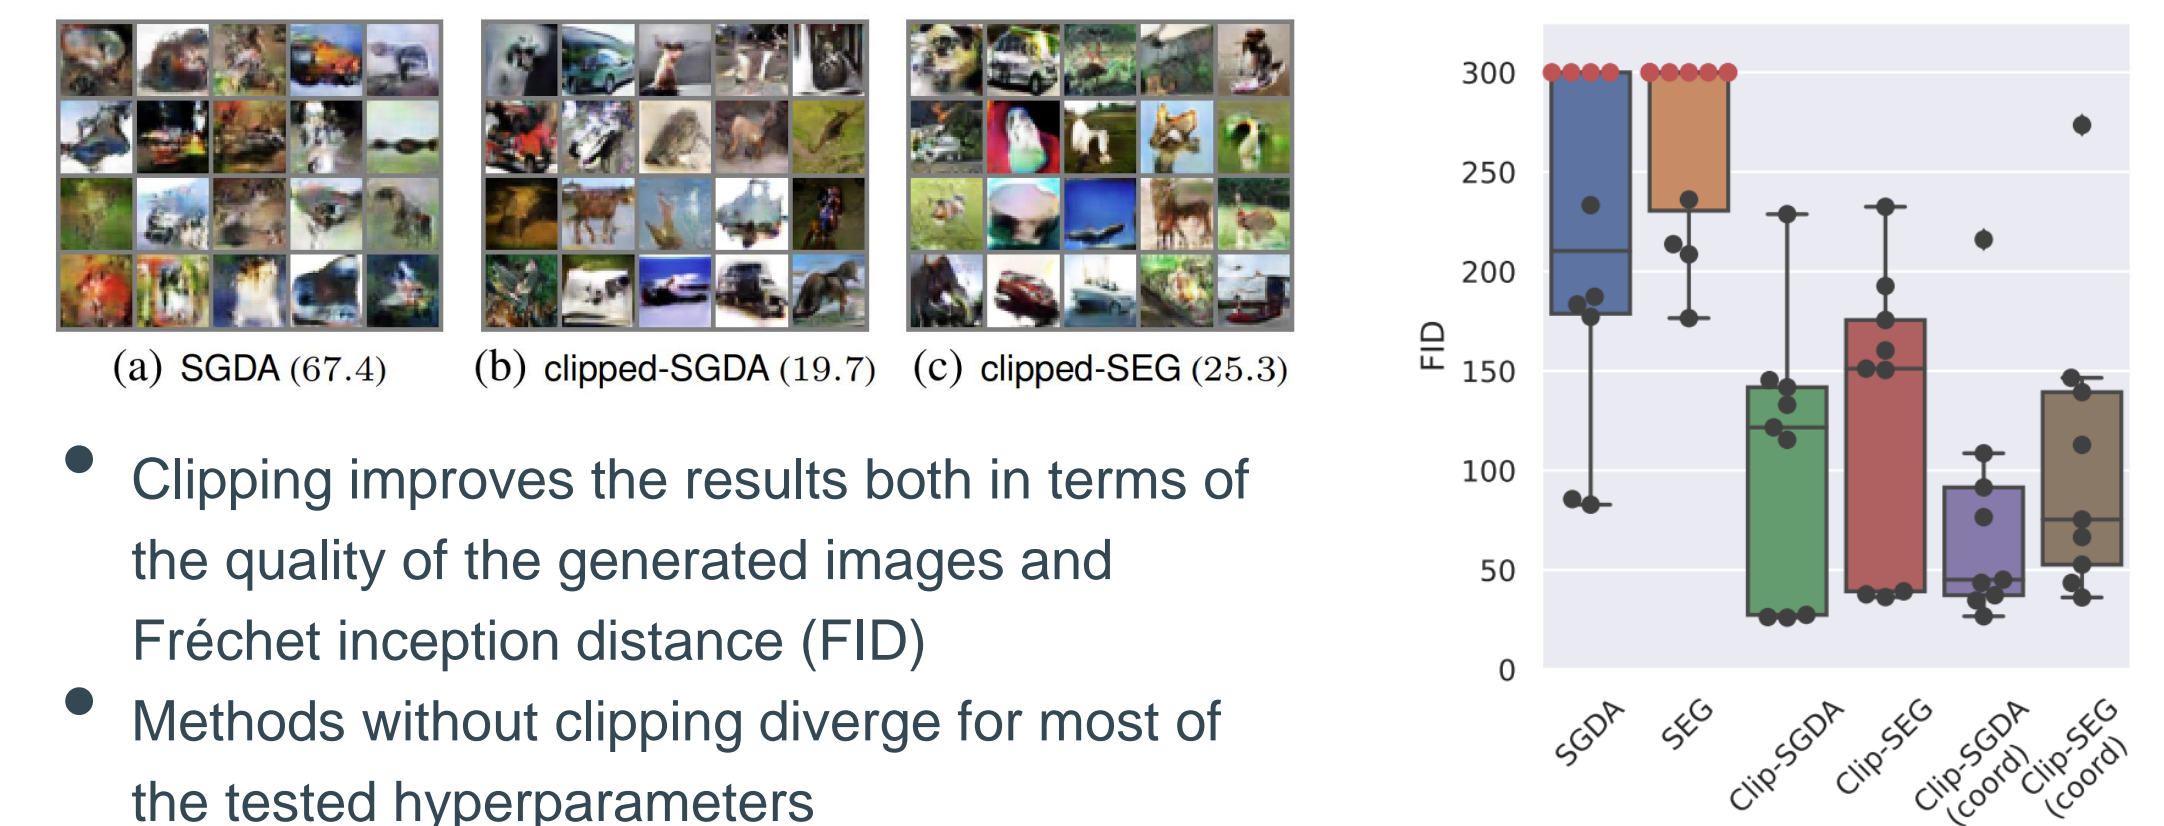 (a) SGDA (67.4)
(b) clipped-SGDA (19.7)
(c) clipped-SEG (25.3)
• Clipping improves the results both in terms of
the quality of the generated images and
Fréchet inception distance (FID)
• Methods without clipping diverge for most of
the tested hyperparameters
FID
300
250
200
150
100
50
0
SGDA
SEG
Clip-SGDA
Clip-SEG
Clip-SGDA
(coord)
Clip-SEG
(coord)